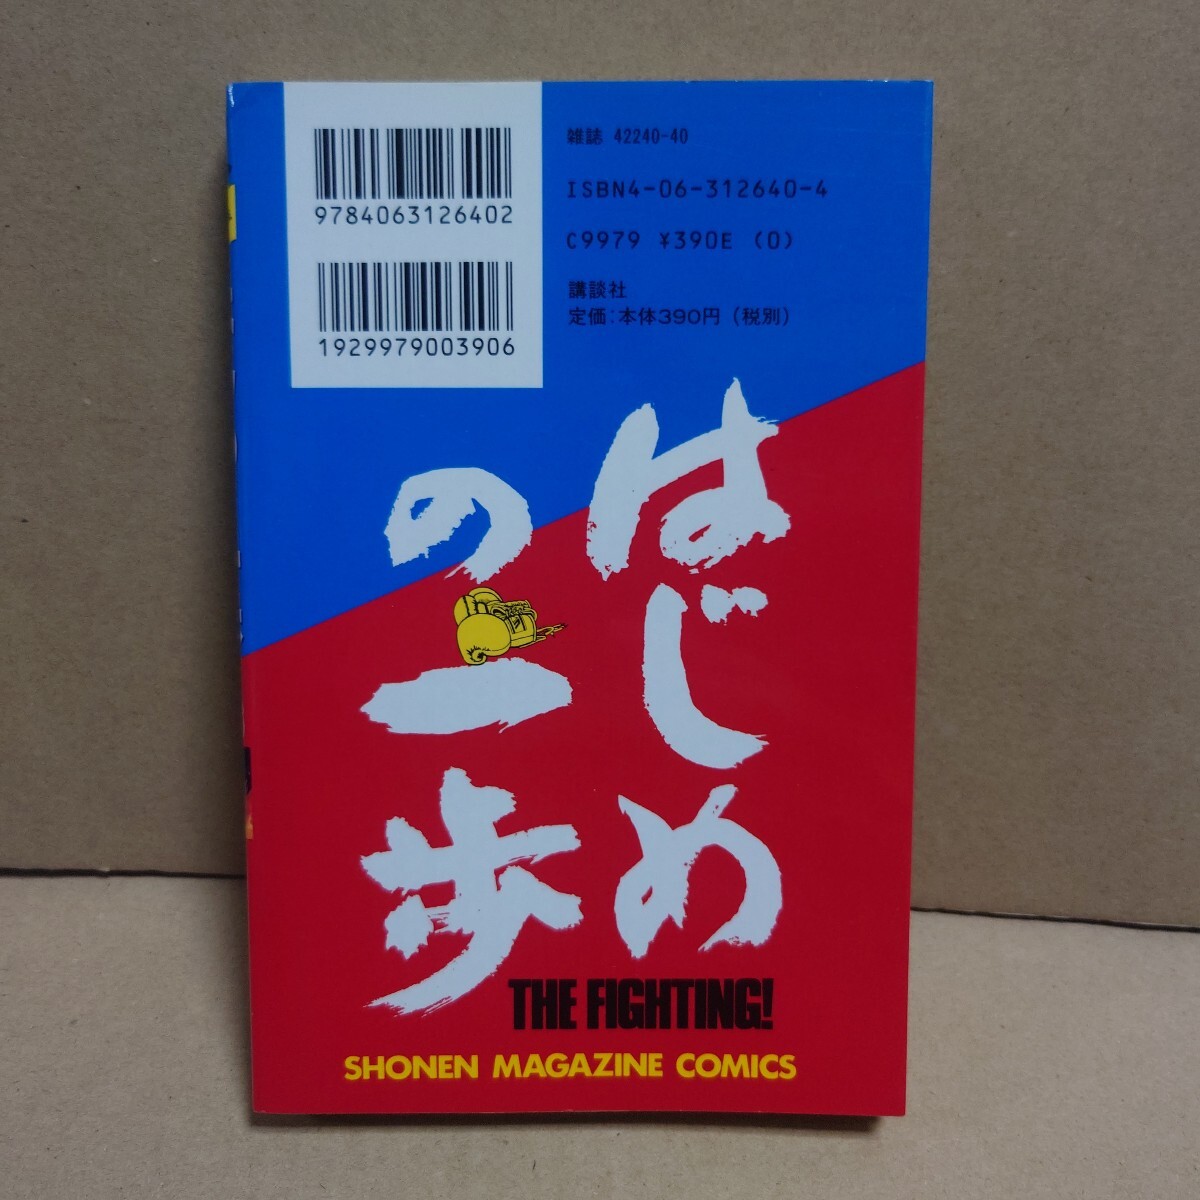 9784063126402
1929979003906
雑誌 42240-40
ISBN4-06-312640-4
C9979 ¥390E (0)
講談社
定価:本体390円(税別)
はじめ
の一歩
THE FIGHTING!
SHONEN MAGAZINE COMICS